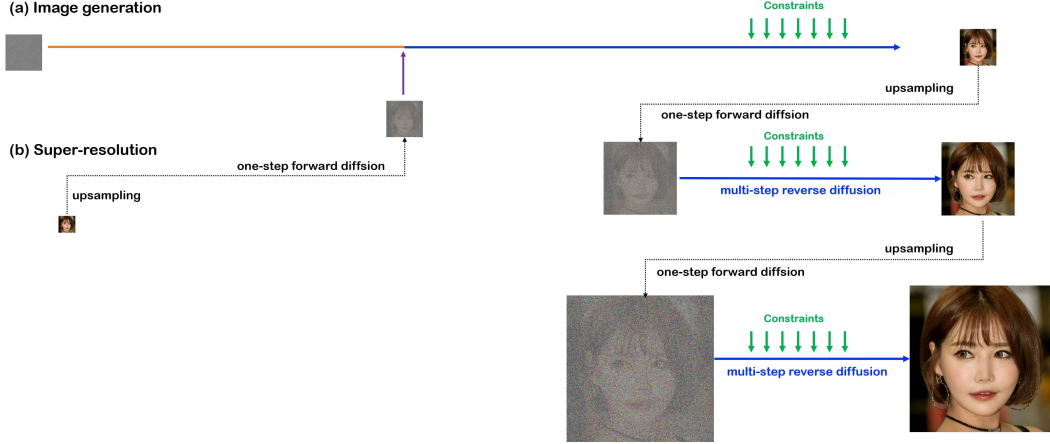 (a) Image generation
Constraints
upsampling
one-step forward diffsion
(b) Super-resolution
one-step forward diffsion
upsampling
Constraints
multi-step reverse diffusion
upsampling
one-step forward diffsion
Constraints
multi-step reverse diffusion